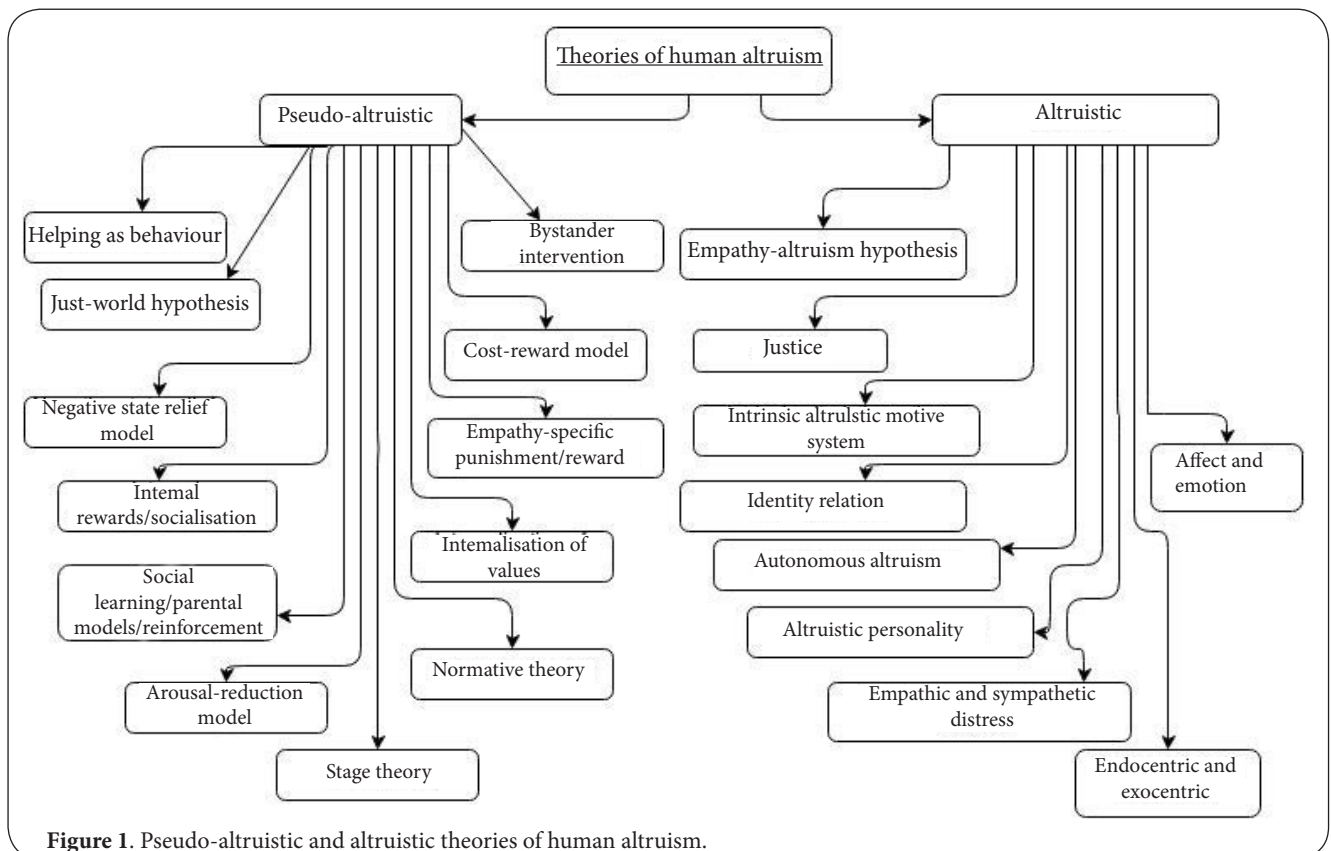 Theories of human altruism
Pseudo-altruistic
Altruistic
Helping as behaviour
Just-world hypothesis
Negative state relief
model
Intemal
rewards/socialisation
Social
learning/parental
models/reinforcement
Arousal-reduction
model
Stage theory
Bystander
intervention
Cost-reward model
Empathy-specific
punishment/reward
Intemalisation of
values
Normative theory
Empathy-altruism hypothesis
Justice
Intrinsic altrulstic motive
system
Identity relation
Autonomous altruism
Altruistic personality
Empathic and sympathetic
distress
Affect and
emotion
Endocentric and
exocentric
Figure 1. Pseudo-altruistic and altruistic theories of human altruism.